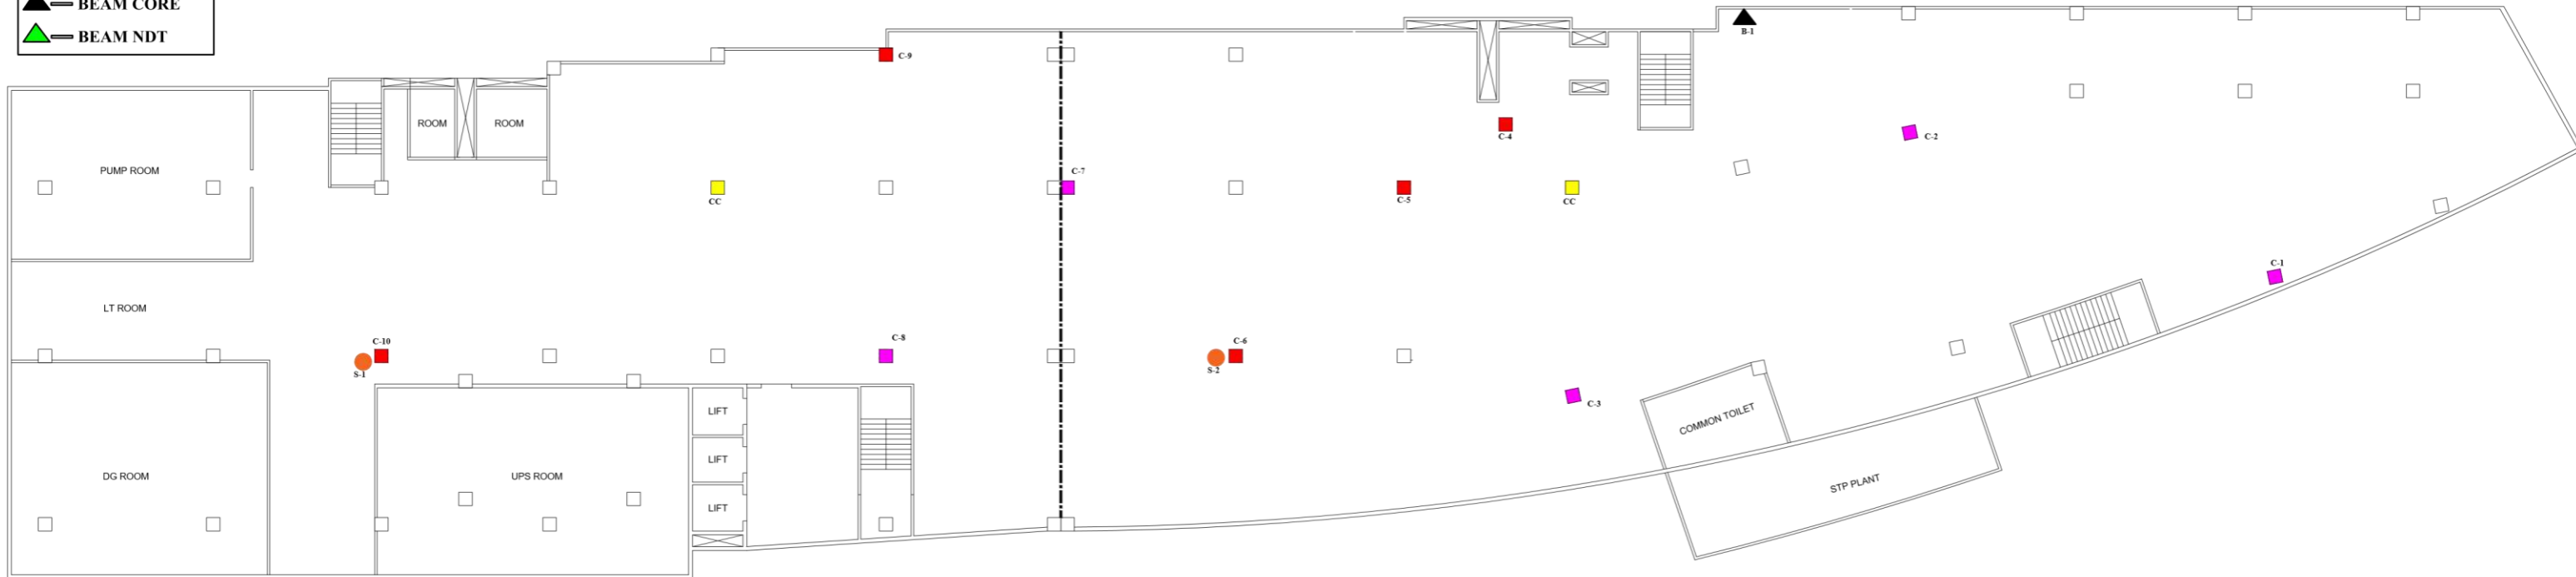 BEAM CORE
BEAM NDT
B-1
C-9
ROOM
ROOM
C-4
C-2
PUMP ROOM
C-7
CC
C-5
CC
C-1
LT ROOM
C-10
C-8
C-6
S-1
S-2
C-3
LIFT
COMMON TOILET
LIFT
DG ROOM
UPS ROOM
STP PLANT
LIFT